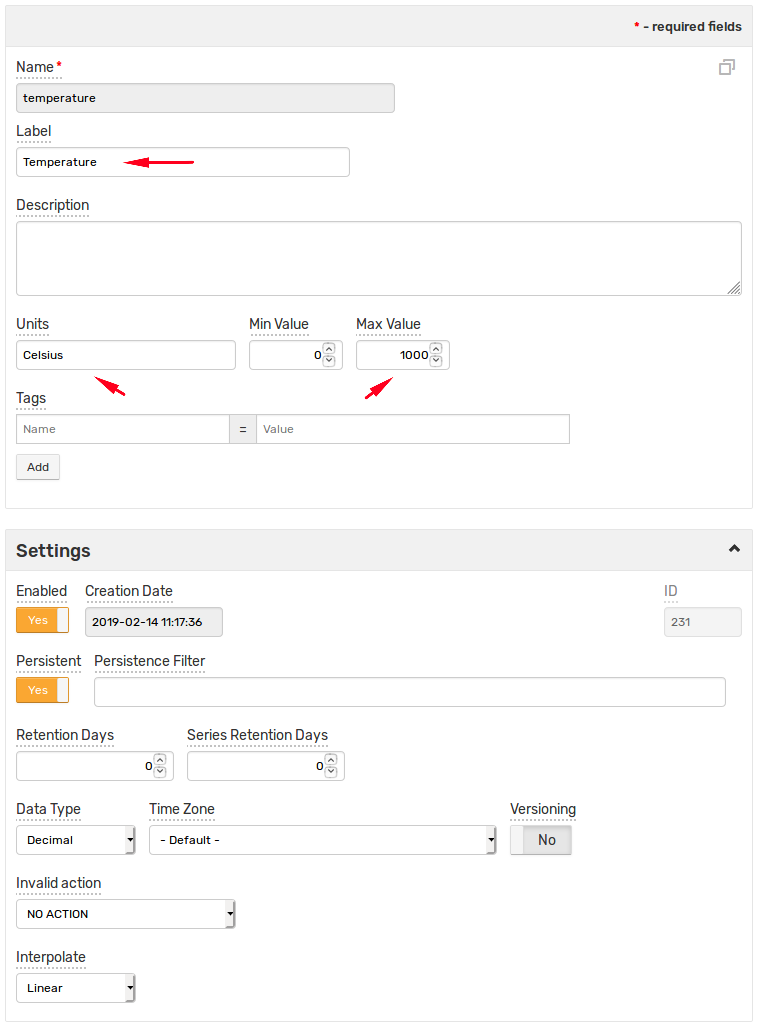 * - required fields
Name *
temperature
Label
Temperature
Description
Units Min Value Max Value
Celsius 0 1000
Tags
Name = Value
Add
Settings
Enabled Creation Date ID
Yes 2019-02-14 11:17:36 231
Persistent Persistence Filter
Yes
Retention Days Series Retention Days
0 0
Data Type Time Zone Versioning
Decimal - Default - No
Invalid action
NO ACTION
Interpolate
Linear